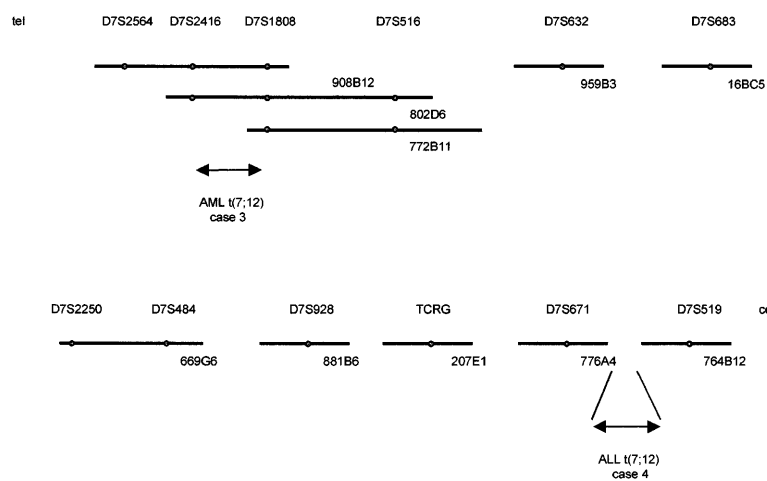 tel D7S2564 D7S2416 D7S1808 D7S516 D7S632 D7S683
908B12 959B3 16BC5
802D6
772B11
AML t(7;12)
case 3
D7S2250 D7S484 D7S928 TCRG D7S671 D7S519
669G6 881B6 207E1 776A4 764B12
ALL t(7;12)
case 4